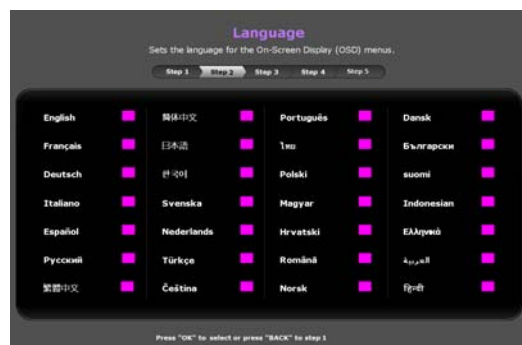 Language
Sets the language for the On-Screen Display (OSD) menus.
Step 1 Step 2 Step 3 Step 4 Step 5
English 简体中文 Português Dansk
Français 日本語 ไทย Български
Deutsch 한국어 Polski suomi
Italiano Svenska Magyar Indonesian
Español Nederlands Hrvatski Ελληνικά
Русский Türkçe Română العربية
繁體中文 Čeština Norsk हिन्दी
Press "OK" to select or press "BACK" to step 1